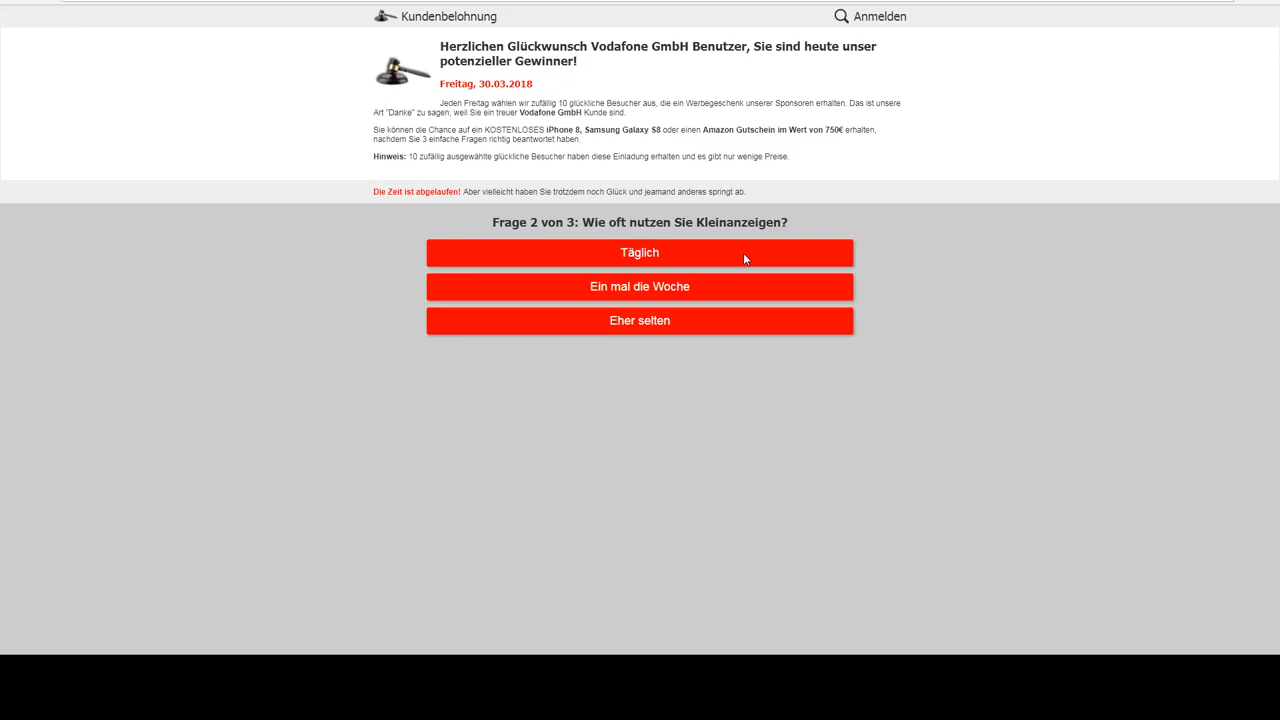 Kundenbelohnung
Anmelden
Herzlichen Glückwunsch Vodafone GmbH Benutzer, Sie sind heute unser
potenzieller Gewinner!
Freitag, 30.03.2018
Jeden Freitag wählen wir zufällig 10 glückliche Besucher aus, die ein Werbegeschenk unserer Sponsoren erhalten. Das ist unsere
Art "Danke" zu sagen, weil Sie ein treuer Vodafone GmbH Kunde sind.
Sie können die Chance auf ein KOSTENLOSES iPhone 8, Samsung Galaxy S8 oder einen Amazon Gutschein im Wert von 750€ erhalten,
nachdem Sie 3 einfache Fragen richtig beantwortet haben.
Hinweis: 10 zufällig ausgewählte glückliche Besucher haben diese Einladung erhalten und es gibt nur wenige Preise.
Die Zeit ist abgelaufen! Aber vielleicht haben Sie trotzdem noch Glück und jeamand anderes springt ab.
Frage 2 von 3: Wie oft nutzen Sie Kleinanzeigen?
Täglich
Ein mal die Woche
Eher selten